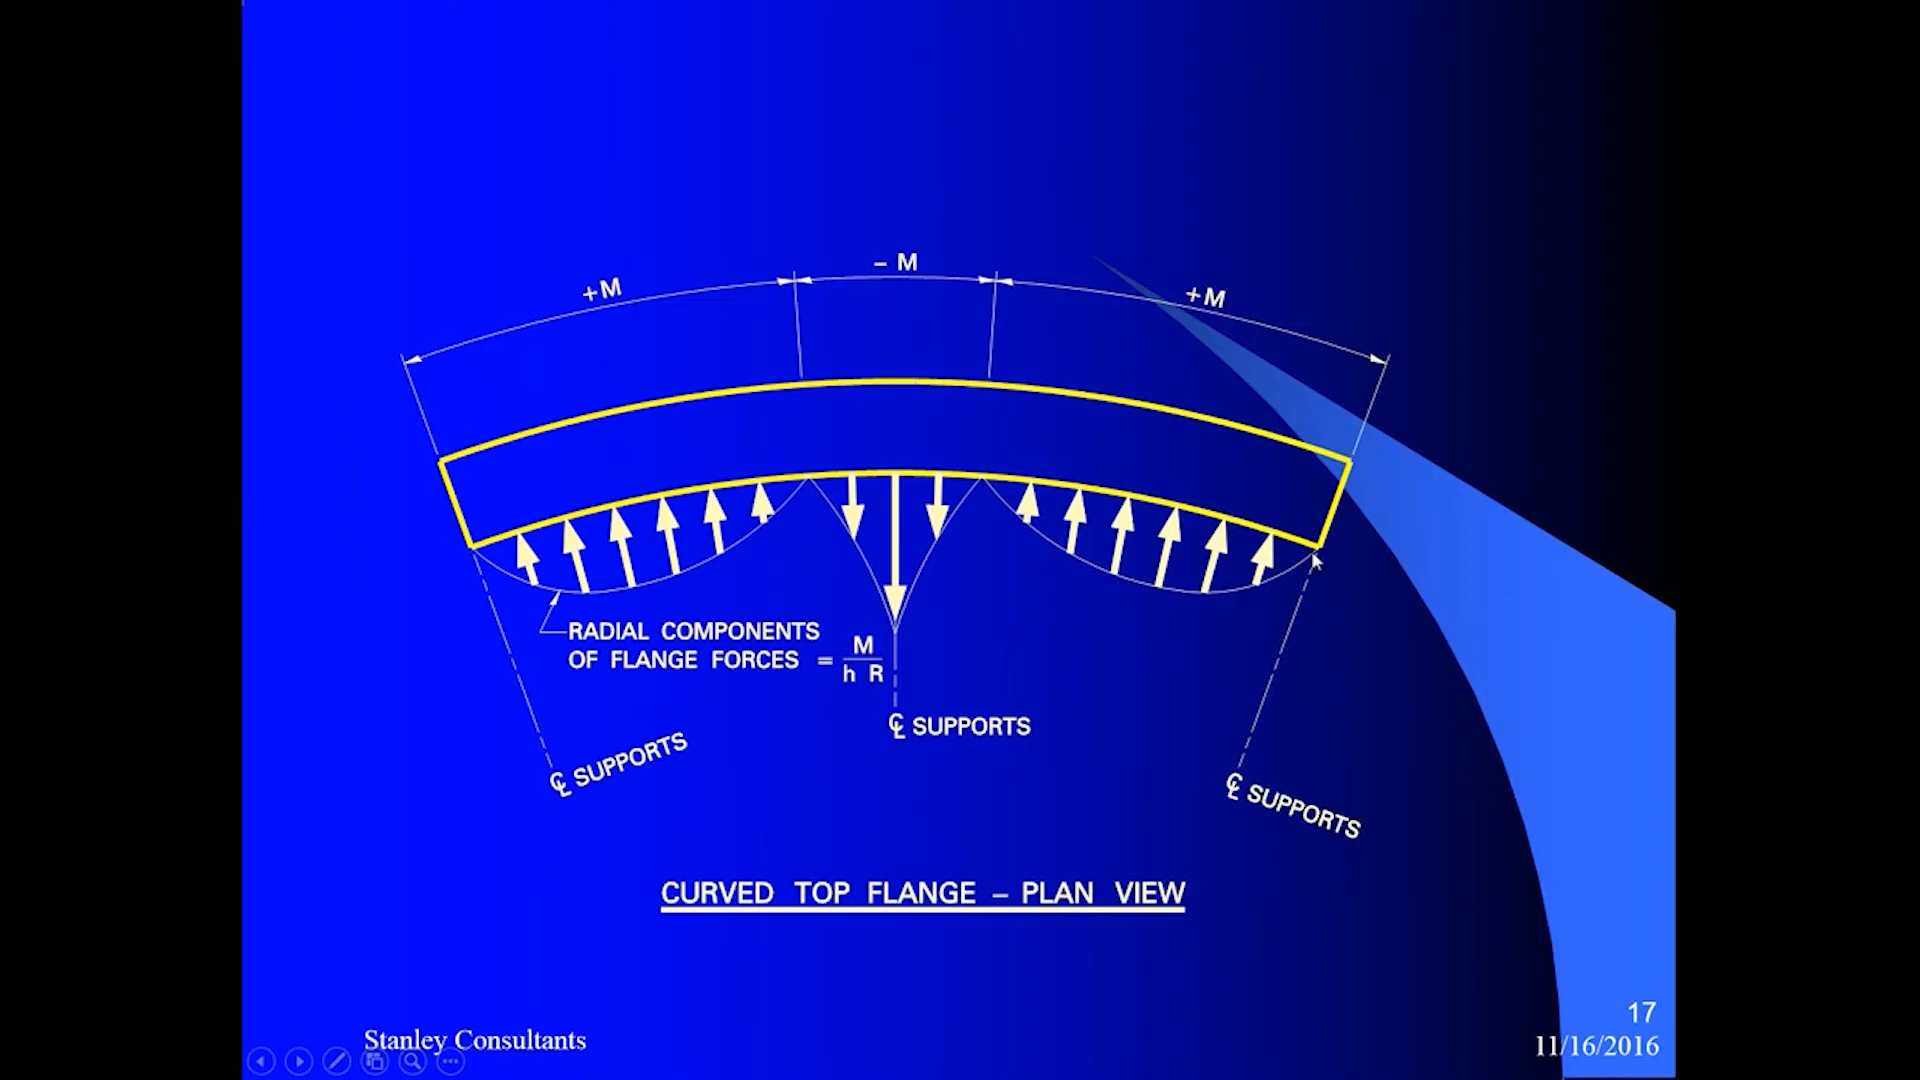 – M
+M
+M
RADIAL COMPONENTS
OF FLANGE FORCES = M
h R
℄ SUPPORTS
℄ SUPPORTS
℄ SUPPORTS
CURVED TOP FLANGE – PLAN VIEW
17
Stanley Consultants
11/16/2016